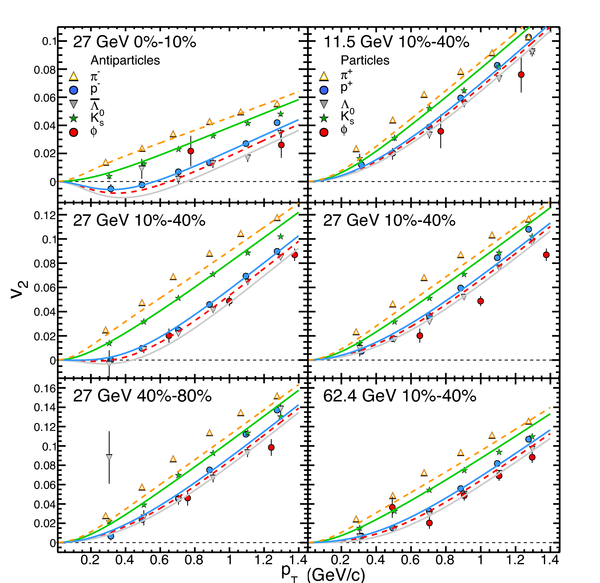 27 GeV 0%-10%
Antiparticles
π-
p-
Λ̅
K0s
ϕ
11.5 GeV 10%-40%
Particles
π+
p+
Λ
K0s
ϕ
0.1
0.08
0.06
0.04
0.02
0
27 GeV 10%-40%
27 GeV 10%-40%
0.12
0.1
0.08
0.06
0.04
0.02
0
v2
27 GeV 40%-80%
62.4 GeV 10%-40%
0.16
0.14
0.12
0.1
0.08
0.06
0.04
0.02
0
0.2 0.4 0.6 0.8 1 1.2 1.4
0.2 0.4 0.6 0.8 1 1.2 1.4
pT (GeV/c)